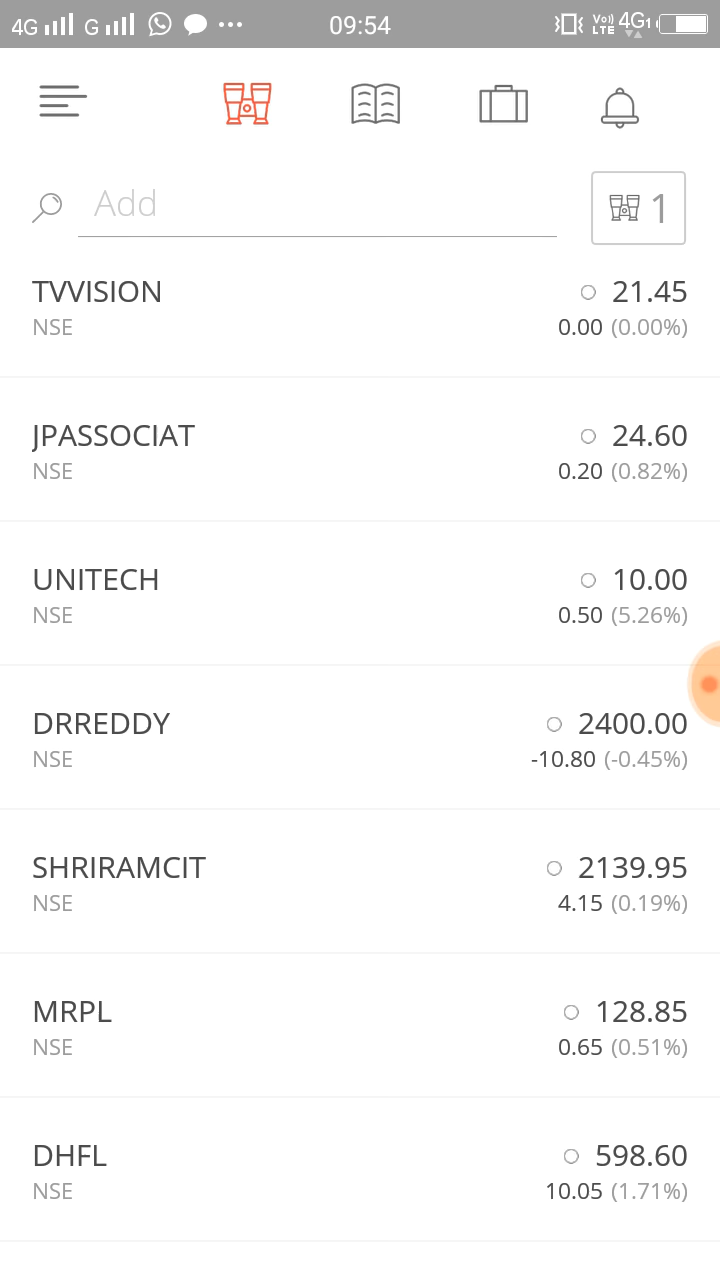 4G G 09:54 Vo)) LTE 4G1
Add 1
TVVISION 21.45
NSE 0.00 (0.00%)
JPASSOCIAT 24.60
NSE 0.20 (0.82%)
UNITECH 10.00
NSE 0.50 (5.26%)
DRREDDY 2400.00
NSE -10.80 (-0.45%)
SHRIRAMCIT 2139.95
NSE 4.15 (0.19%)
MRPL 128.85
NSE 0.65 (0.51%)
DHFL 598.60
NSE 10.05 (1.71%)